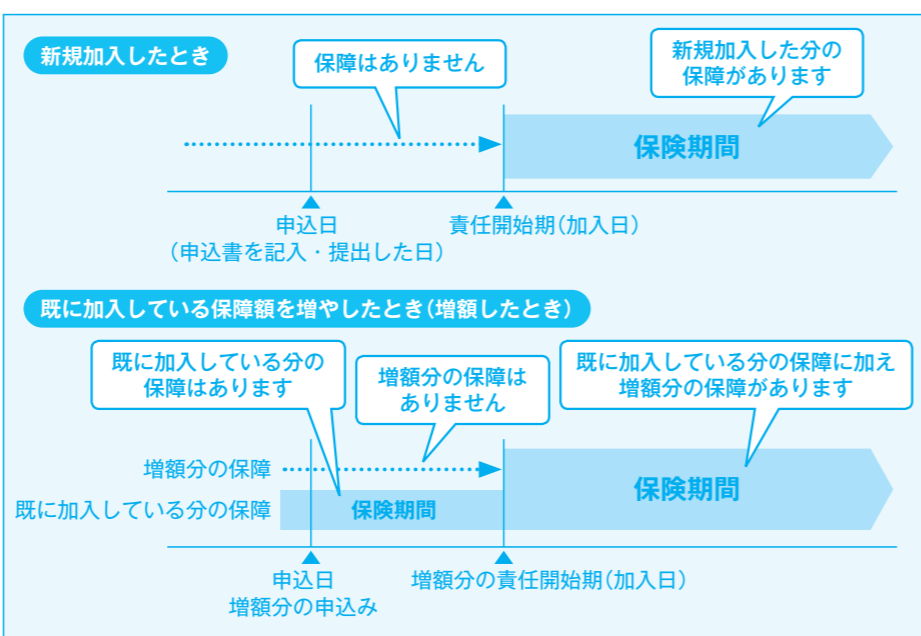 新規加入したとき
保障はありません
新規加入した分の
保障があります
保険期間
申込日
(申込書を記入・提出した日)
責任開始期(加入日)
既に加入している保障額を増やしたとき(増額したとき)
既に加入している分の
保障はあります
増額分の保障は
ありません
既に加入している分の保障に加え
増額分の保障があります
増額分の保障
保険期間
既に加入している分の保障
保険期間
申込日
増額分の申込み
増額分の責任開始期(加入日)